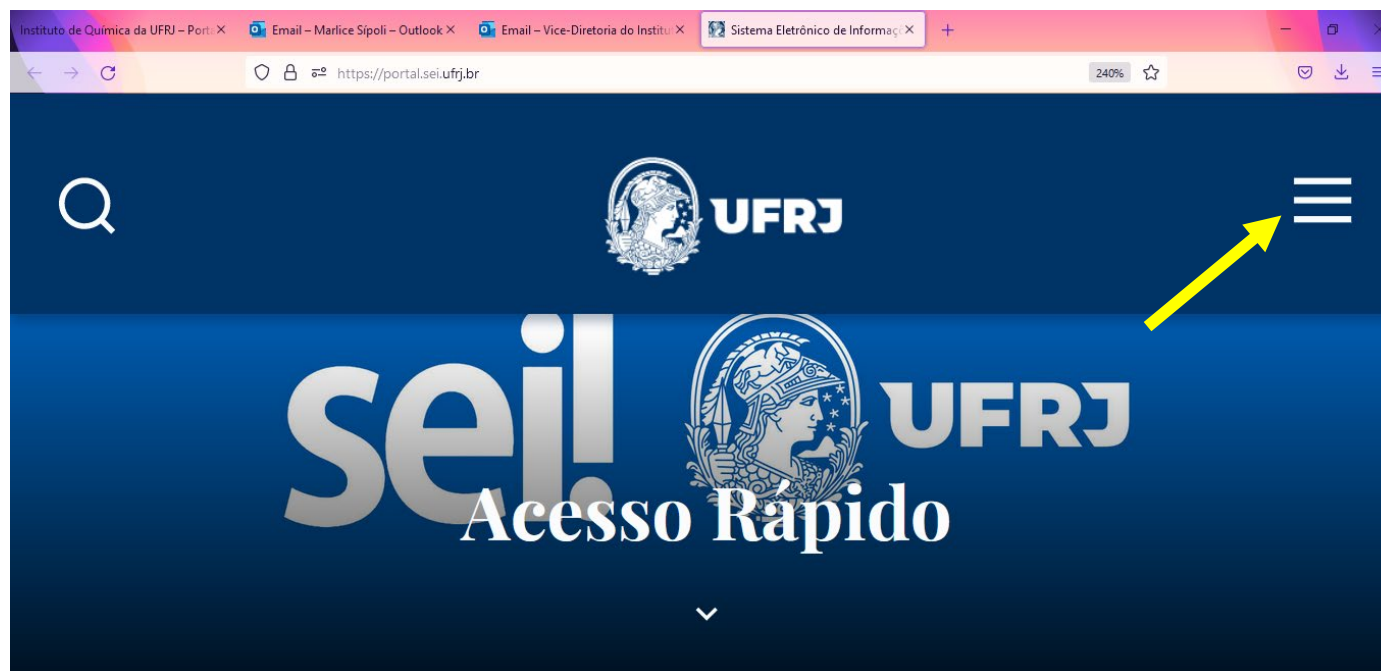 Instituto de Química da UFRJ – Port
Email – Marlice Sípoli – Outlook
Email – Vice-Diretoria do Institu
Sistema Eletrônico de Informaç
https://portal.sei.ufrj.br
240%
UFRJ
sei!
UFRJ
Acesso Rápido